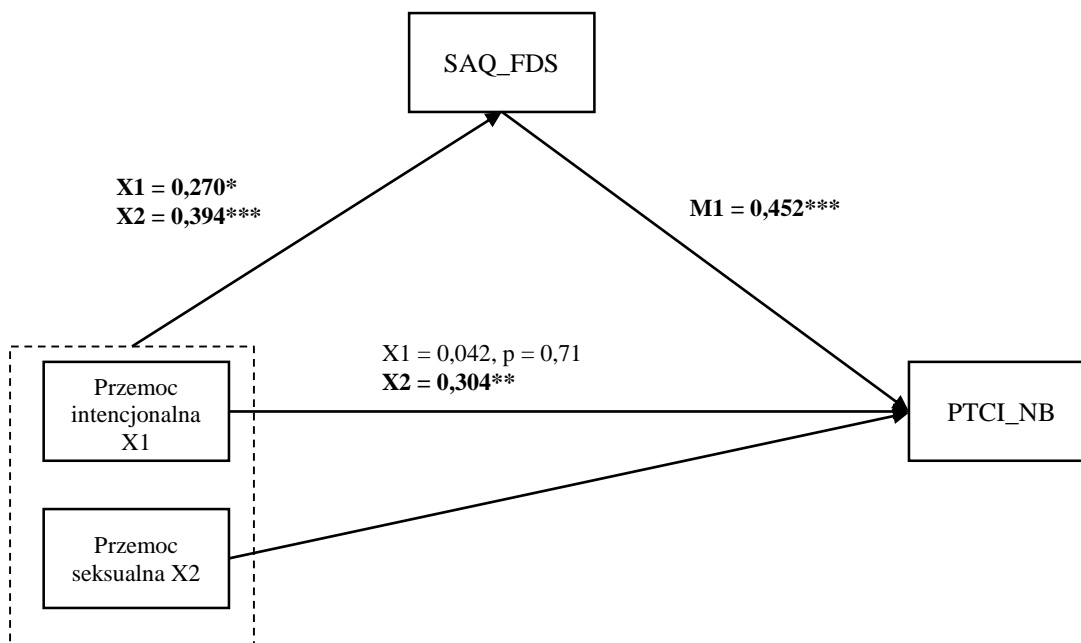 SAQ_FDS
X1 = 0,270*
X2 = 0,394***
M1 = 0,452***
X1 = 0,042, p = 0,71
X2 = 0,304**
Przemoc
intencjonalna
X1
PTCI_NB
Przemoc
seksualna X2